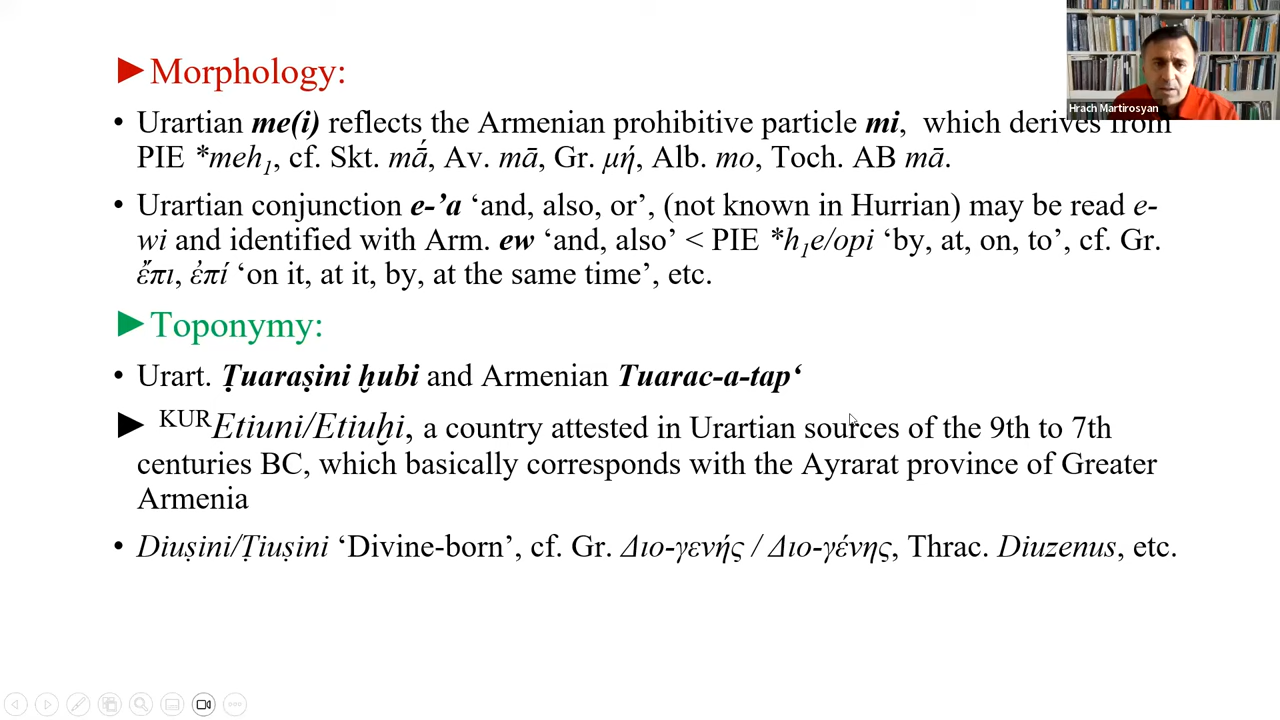 ►Morphology:
Hrach Martirosyan
• Urartian me(i) reflects the Armenian prohibitive particle mi, which derives from
PIE *meh₁, cf. Skt. mā́, Av. mā, Gr. μή, Alb. mo, Toch. AB mā.
• Urartian conjunction e-’a ‘and, also, or’, (not known in Hurrian) may be read e-
wi and identified with Arm. ew ‘and, also’ < PIE *h₁e/opi ‘by, at, on, to’, cf. Gr.
ἔπι, ἐπί ‘on it, at it, by, at the same time’, etc.
►Toponymy:
• Urart. Ṭuaraṣini ḫubi and Armenian Tuarac-a-tap‘
► KUREtiuni/Etiuḫi, a country attested in Urartian sources of the 9th to 7th
centuries BC, which basically corresponds with the Ayrarat province of Greater
Armenia
• Diuṣini/Ṭiuṣini ‘Divine-born’, cf. Gr. Διο-γενής / Διο-γένης, Thrac. Diuzenus, etc.